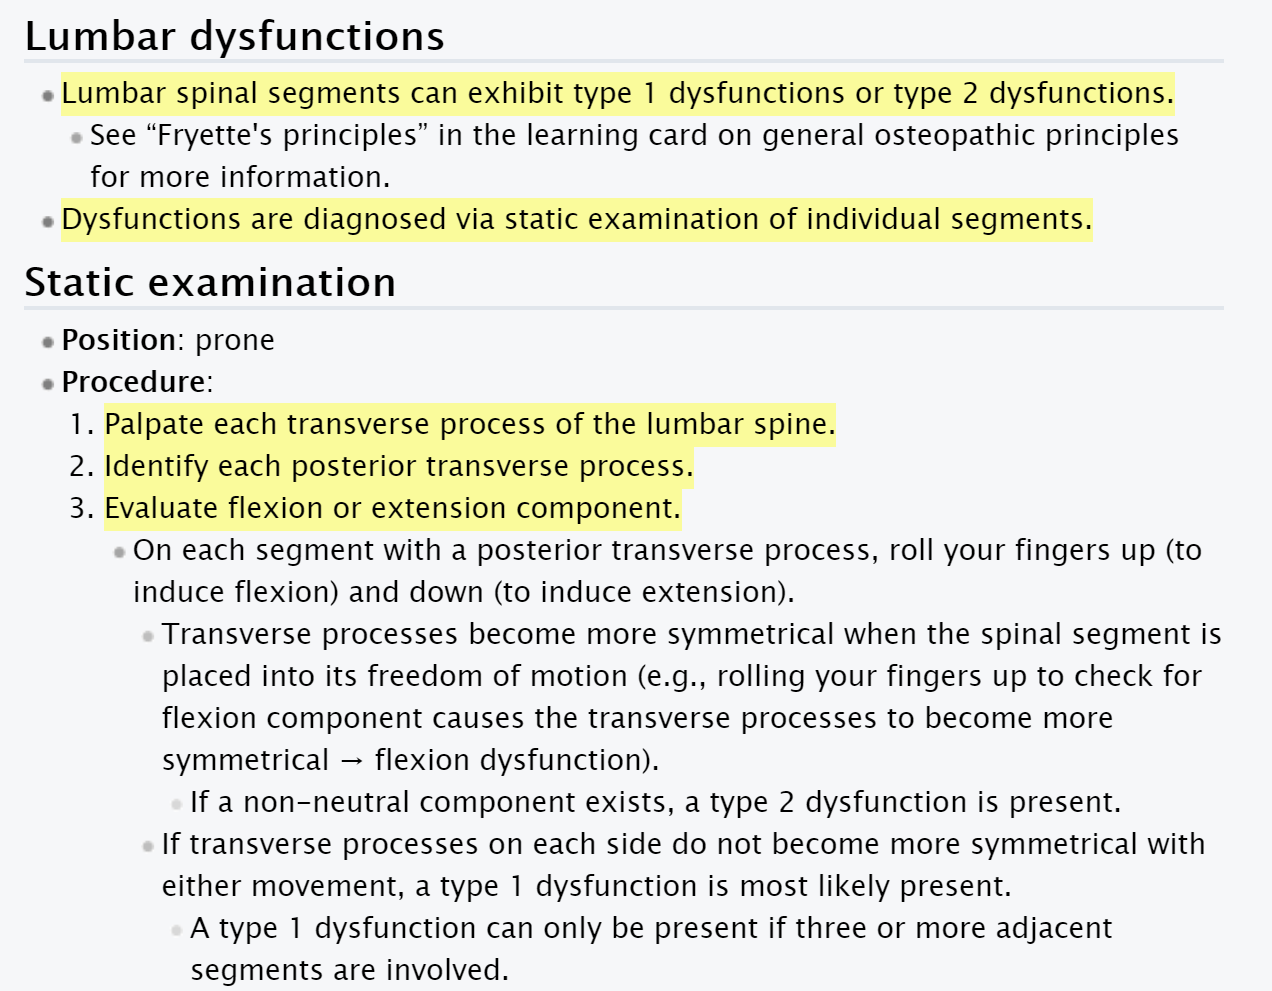 Lumbar dysfunctions
Lumbar spinal segments can exhibit type 1 dysfunctions or type 2 dysfunctions.
See “Fryette's principles” in the learning card on general osteopathic principles
for more information.
Dysfunctions are diagnosed via static examination of individual segments.
Static examination
Position: prone
Procedure:
1. Palpate each transverse process of the lumbar spine.
2. Identify each posterior transverse process.
3. Evaluate flexion or extension component.
On each segment with a posterior transverse process, roll your fingers up (to
induce flexion) and down (to induce extension).
Transverse processes become more symmetrical when the spinal segment is
placed into its freedom of motion (e.g., rolling your fingers up to check for
flexion component causes the transverse processes to become more
symmetrical → flexion dysfunction).
If a non-neutral component exists, a type 2 dysfunction is present.
If transverse processes on each side do not become more symmetrical with
either movement, a type 1 dysfunction is most likely present.
A type 1 dysfunction can only be present if three or more adjacent
segments are involved.